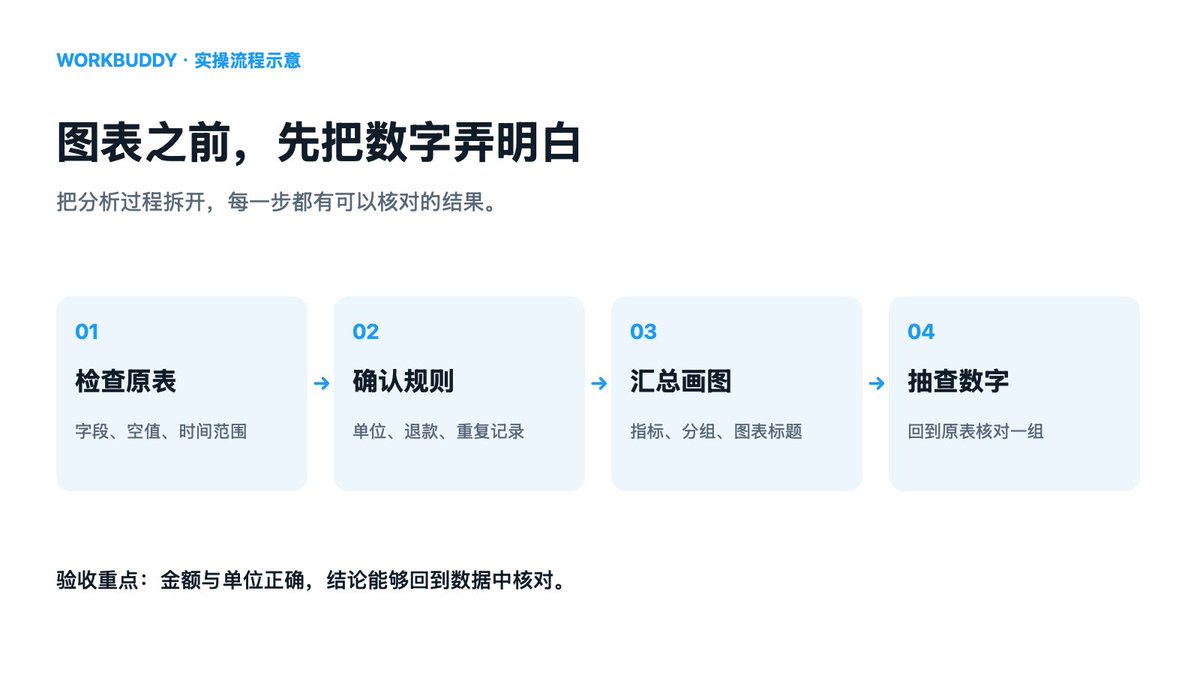 WORKBUDDY · 实操流程示意
图表之前，先把数字弄明白
把分析过程拆开，每一步都有可以核对的结果。
01
检查原表
字段、空值、时间范围
→
02
确认规则
单位、退款、重复记录
→
03
汇总画图
指标、分组、图表标题
→
04
抽查数字
回到原表核对一组
验收重点：金额与单位正确，结论能够回到数据中核对。